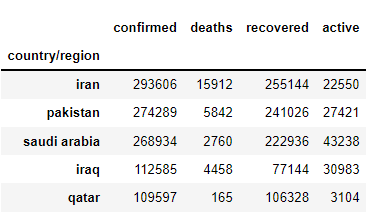 confirmed deaths recovered active
country/region
iran 293606 15912 255144 22550
pakistan 274289 5842 241026 27421
saudi arabia 268934 2760 222936 43238
iraq 112585 4458 77144 30983
qatar 109597 165 106328 3104